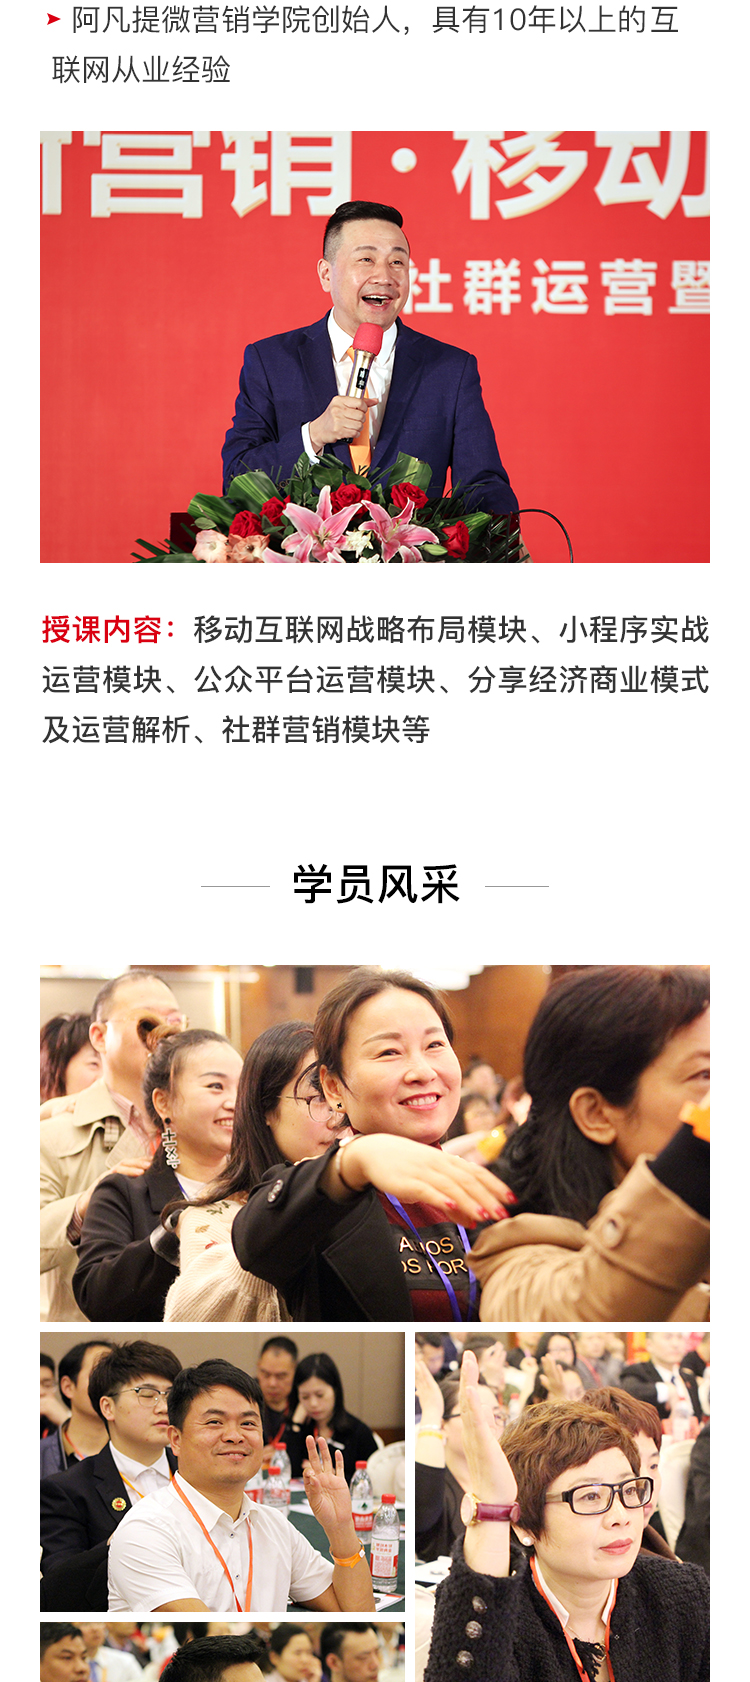 阿凡提微营销学院创始人，具有10年以上的互
联网从业经验
营销·移动
社群运营暨
授课内容：移动互联网战略布局模块、小程序实战
运营模块、公众平台运营模块、分享经济商业模式
及运营解析、社群营销模块等
学员风采